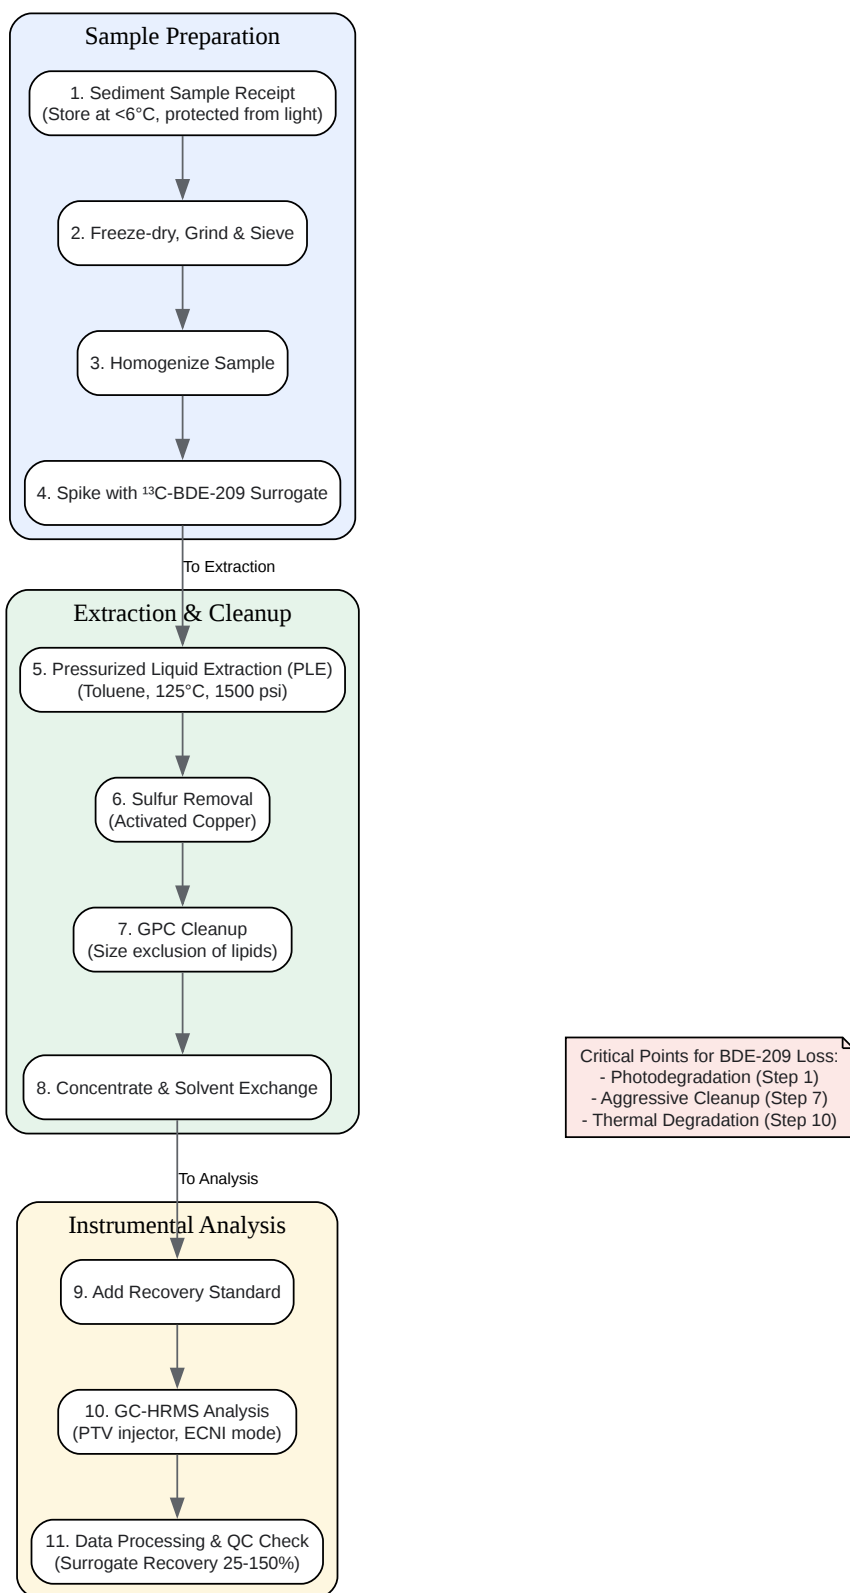 Sample Preparation
1. Sediment Sample Receipt
(Store at <6°C, protected from light)
2. Freeze-dry, Grind & Sieve
3. Homogenize Sample
4. Spike with ¹³C-BDE-209 Surrogate
To Extraction
Extraction & Cleanup
5. Pressurized Liquid Extraction (PLE)
(Toluene, 125°C, 1500 psi)
6. Sulfur Removal
(Activated Copper)
7. GPC Cleanup
(Size exclusion of lipids)
8. Concentrate & Solvent Exchange
Critical Points for BDE-209 Loss:
- Photodegradation (Step 1)
- Aggressive Cleanup (Step 7)
- Thermal Degradation (Step 10)
To Analysis
Instrumental Analysis
9. Add Recovery Standard
10. GC-HRMS Analysis
(PTV injector, ECNI mode)
11. Data Processing & QC Check
(Surrogate Recovery 25-150%)